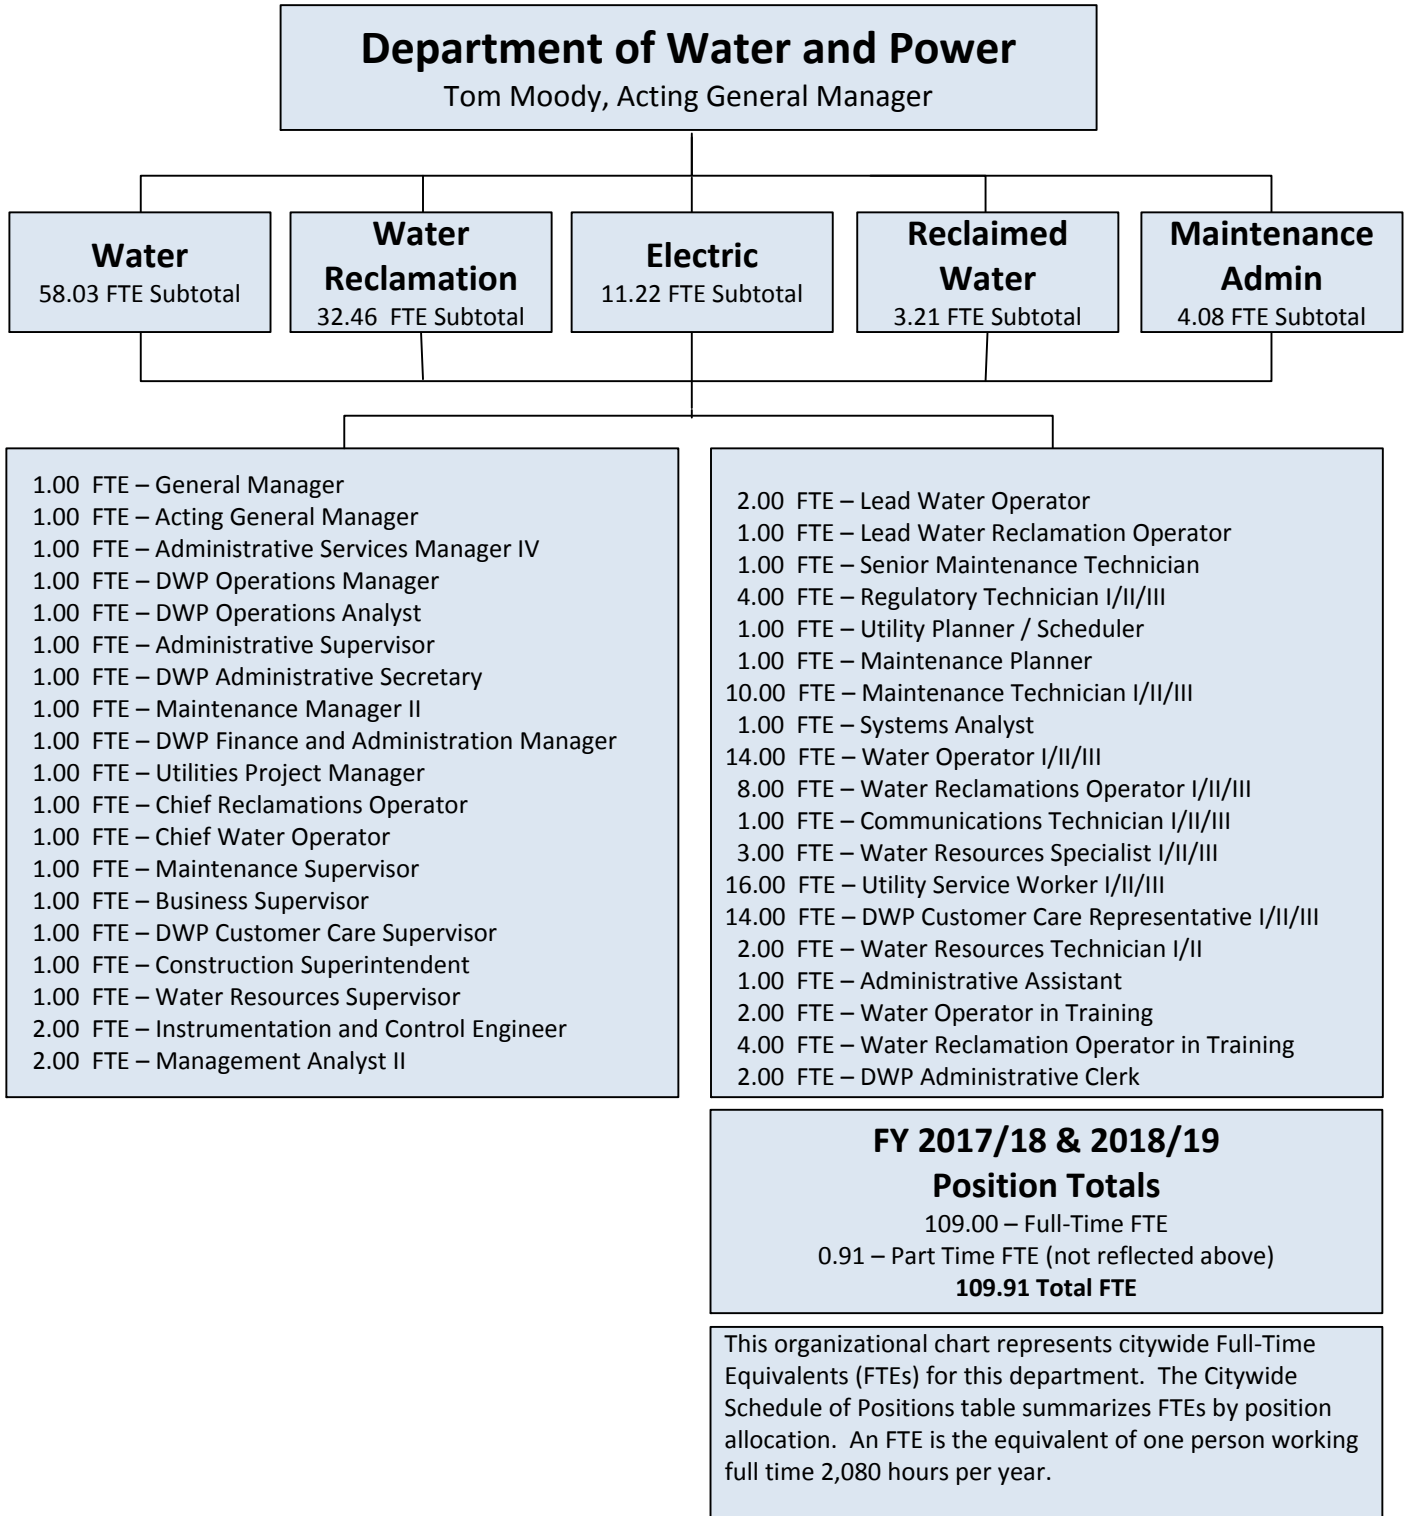 Department of Water and Power
Tom Moody, Acting General Manager
Water
58.03 FTE Subtotal
Water
Reclamation
32.46  FTE Subtotal
Electric
11.22 FTE Subtotal
Reclaimed
Water
3.21 FTE Subtotal
Maintenance
Admin
4.08 FTE Subtotal
1.00  FTE – General Manager
1.00  FTE – Acting General Manager
1.00  FTE – Administrative Services Manager IV
1.00  FTE – DWP Operations Manager
1.00  FTE – DWP Operations Analyst
1.00  FTE – Administrative Supervisor
1.00  FTE – DWP Administrative Secretary
1.00  FTE – Maintenance Manager II
1.00  FTE – DWP Finance and Administration Manager
1.00  FTE – Utilities Project Manager
1.00  FTE – Chief Reclamations Operator
1.00  FTE – Chief Water Operator
1.00  FTE – Maintenance Supervisor
1.00  FTE – Business Supervisor
1.00  FTE – DWP Customer Care Supervisor
1.00  FTE – Construction Superintendent
1.00  FTE – Water Resources Supervisor
2.00  FTE – Instrumentation and Control Engineer
2.00  FTE – Management Analyst II
2.00  FTE – Lead Water Operator
1.00  FTE – Lead Water Reclamation Operator
1.00  FTE – Senior Maintenance Technician
4.00  FTE – Regulatory Technician I/II/III
1.00  FTE – Utility Planner / Scheduler
1.00  FTE – Maintenance Planner
10.00  FTE – Maintenance Technician I/II/III
1.00  FTE – Systems Analyst
14.00  FTE – Water Operator I/II/III
8.00  FTE – Water Reclamations Operator I/II/III
1.00  FTE – Communications Technician I/II/III
3.00  FTE – Water Resources Specialist I/II/III
16.00  FTE – Utility Service Worker I/II/III
14.00  FTE – DWP Customer Care Representative I/II/III
2.00  FTE – Water Resources Technician I/II
1.00  FTE – Administrative Assistant
2.00  FTE – Water Operator in Training
4.00  FTE – Water Reclamation Operator in Training
2.00  FTE – DWP Administrative Clerk
FY 2017/18 & 2018/19
Position Totals
109.00 – Full-Time FTE
0.91 – Part Time FTE (not reflected above)
109.91 Total FTE
This organizational chart represents citywide Full-Time
Equivalents (FTEs) for this department.  The Citywide
Schedule of Positions table summarizes FTEs by position
allocation.  An FTE is the equivalent of one person working
full time 2,080 hours per year.